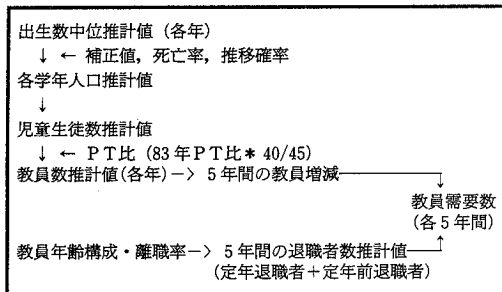 出生数中位推計値(各年)
↓ ← 補正値,死亡率,推移確率
各学年人口推計値
↓
児童生徒数推計値
↓ ← PT比(83年PT比* 40/45)
教員数推計値(各年)―> 5年間の教員増減
↓
教員需要数
(各5年間)
↑
教員年齢構成・離職率―> 5年間の退職者数推計値
(定年退職者+定年前退職者)